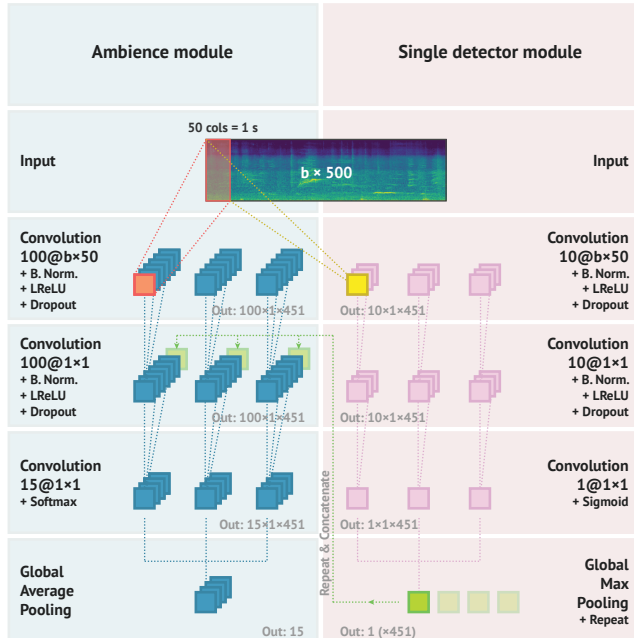 Ambience module
Single detector module
50 cols = 1 s
Input
b × 500
Input
Convolution
100@b×50
+ B. Norm.
+ LReLU
+ Dropout
Out: 100×1×451
Out: 10×1×451
Convolution
10@b×50
+ B. Norm.
+ LReLU
+ Dropout
Convolution
100@1×1
+ B. Norm.
+ LReLU
+ Dropout
Out: 100×1×451
Out: 10×1×451
Convolution
10@1×1
+ B. Norm.
+ LReLU
+ Dropout
Convolution
15@1×1
+ Softmax
Out: 15×1×451
Out: 1×1×451
Convolution
1@1×1
+ Sigmoid
Repeat & Concatenate
Global
Average
Pooling
Out: 15
Out: 1 (×451)
Global
Max
Pooling
+ Repeat